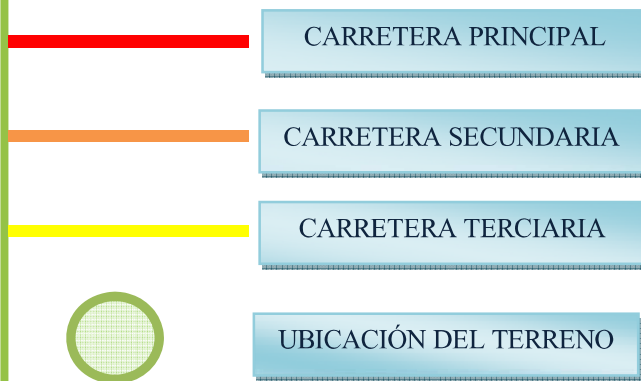 CARRETERA PRINCIPAL
CARRETERA SECUNDARIA
CARRETERA TERCIARIA
UBICACIÓN DEL TERRENO